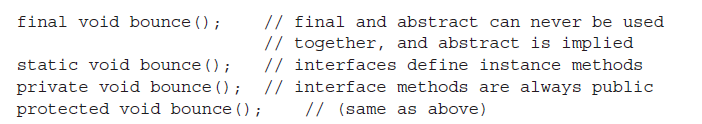 final void bounce();    // final and abstract can never be used
                        // together, and abstract is implied
static void bounce();   // interfaces define instance methods
private void bounce();  // interface methods are always public
protected void bounce();    // (same as above)